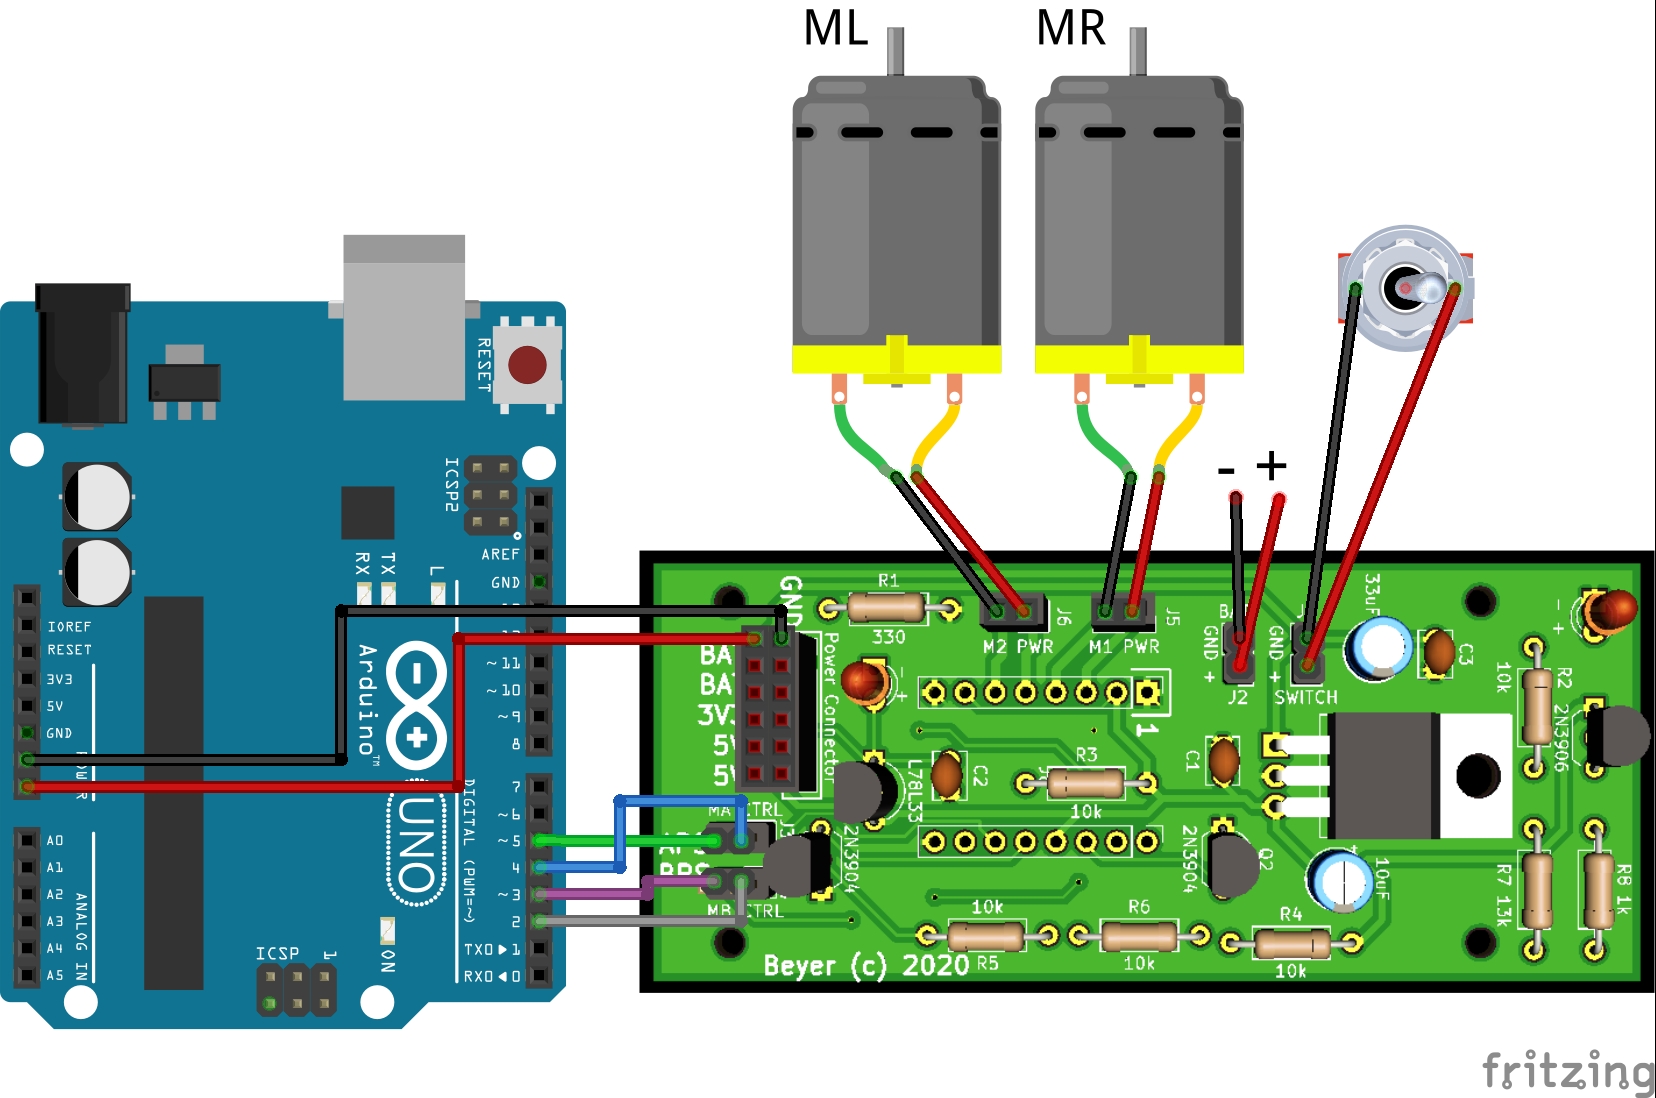 ML
MR
RESET
ICSP2
AREF
GND
RX
TX
L
IOREF
RESET
3V3
5V
GND
Arduino™
UNO
~11
~10
~9
8
7
~6
~5
4
~3
2
TX0▶1
RX0◀0
DIGITAL (PWM=~)
A0
A1
A2
A3
A4
A5
ANALOG IN
ICSP
1
ON
- +
GND
3V3
5V
5V
Power Connector
R1
330
- +
J6
M2 PWR
J5
M1 PWR
GND +
J2
GND +
SWITCH
33uF
C3
- +
10k
R2
2N3906
1
L78L33
C2
R3
10k
C1
MA CTRL
MB CTRL
2N3904
2N3904
Q2
10uF
R7 13k
R8 1k
10k
R5
R6
10k
R4
10k
Beyer (c) 2020
fritzing